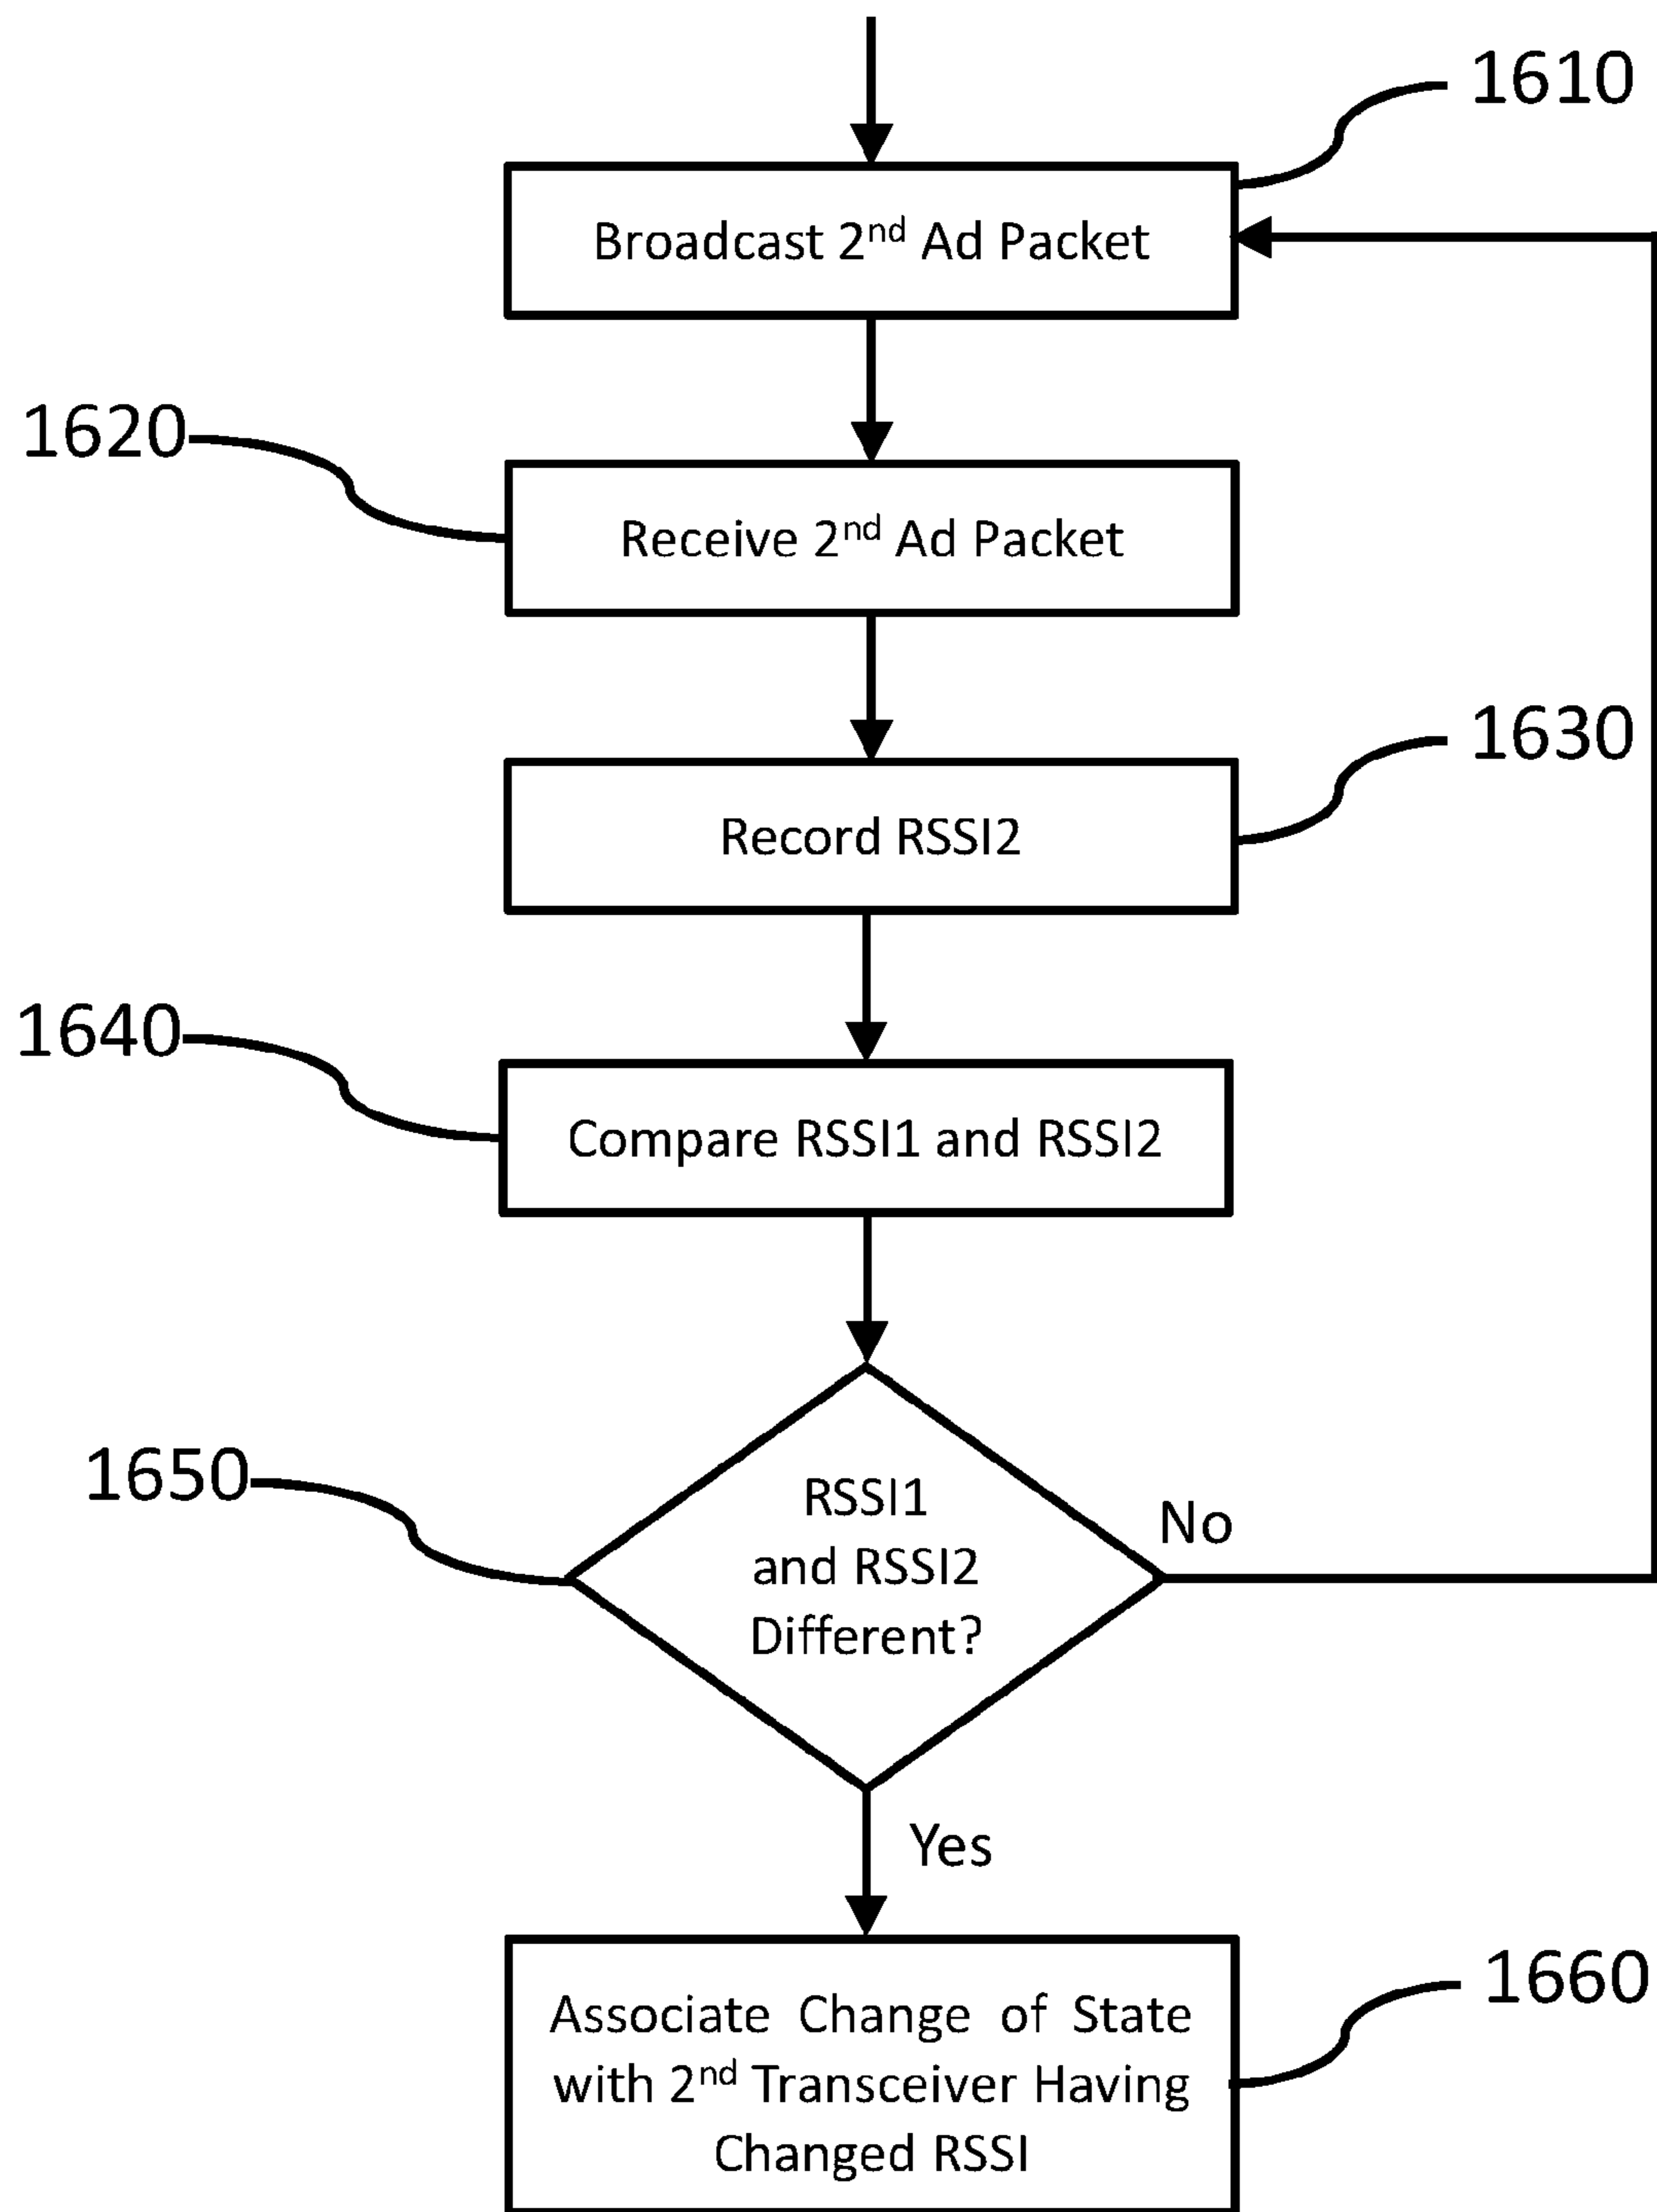 1610
Broadcast 2nd Ad Packet
1620
Receive 2nd Ad Packet
1630
Record RSSI2
1640
Compare RSSI1 and RSSI2
1650
RSSI1
and RSSI2
Different?
No
Yes
1660
Associate Change of State
with 2nd Transceiver Having
Changed RSSI